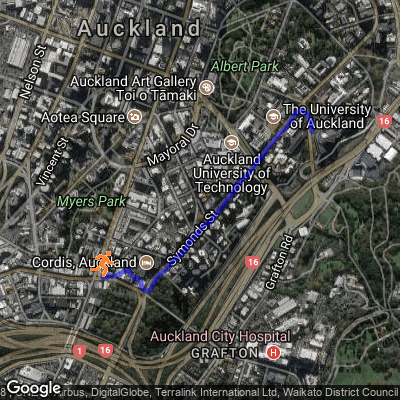 Auckland
Nelson St
Albert Park
Auckland Art Gallery
Toi o Tāmaki
Aotea Square
The University
of Auckland
16
Mayoral Dr
Vincent St
Auckland
University of
Technology
Myers Park
Symonds St
Cordis, Auckland
16
Grafton Rd
Auckland City Hospital
1
16
GRAFTON
H
Google
DigitalGlobe, Terralink International Ltd, Waikato District Council